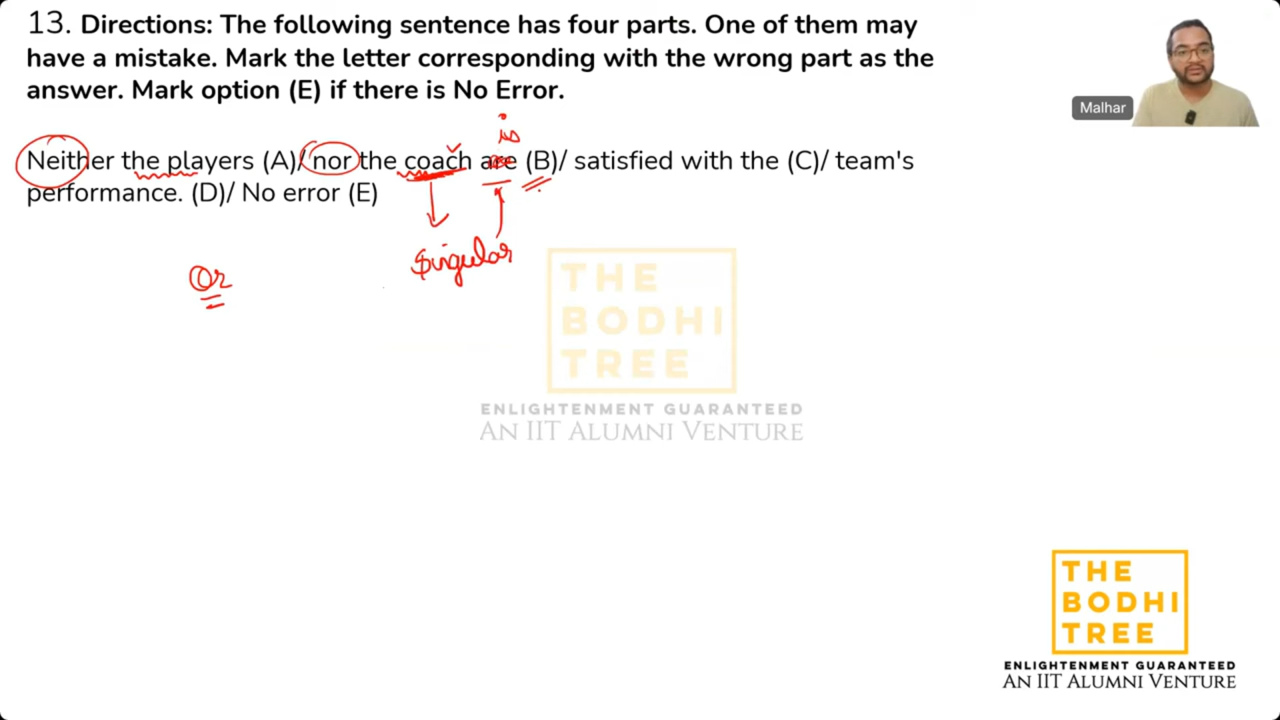 13. Directions: The following sentence has four parts. One of them may
have a mistake. Mark the letter corresponding with the wrong part as the
answer. Mark option (E) if there is No Error.
Malhar
is
Neither the players (A)/ nor the coach are (B)/ satisfied with the (C)/ team's
performance. (D)/ No error (E)
Singular
Or
THE
BODHI
TREE
ENLIGHTENMENT GUARANTEED
AN IIT ALUMNI VENTURE
THE
BODHI
TREE
ENLIGHTENMENT GUARANTEED
AN IIT ALUMNI VENTURE